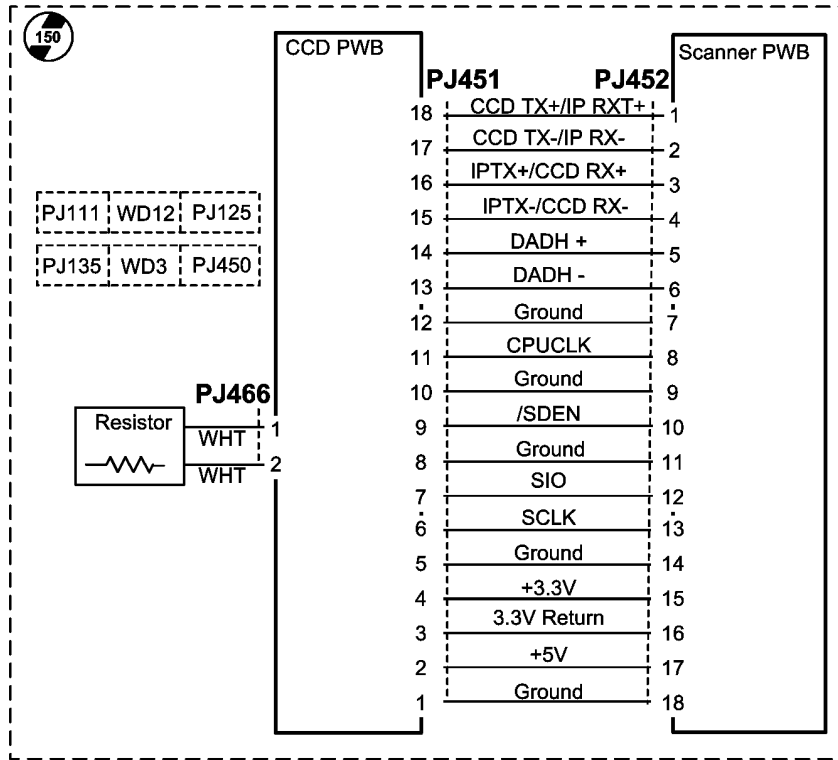 150
CCD PWB
Scanner PWB
PJ451 PJ452
18 CCD TX+/IP RXT+ 1
17 CCD TX-/IP RX- 2
16 IPTX+/CCD RX+ 3
15 IPTX-/CCD RX- 4
14 DADH + 5
13 DADH - 6
12 Ground 7
11 CPUCLK 8
10 Ground 9
9 /SDEN 10
8 Ground 11
7 SIO 12
6 SCLK 13
5 Ground 14
4 +3.3V 15
3 3.3V Return 16
2 +5V 17
1 Ground 18
PJ111 WD12 PJ125
PJ135 WD3 PJ450
PJ466
Resistor
WHT 1
WHT 2